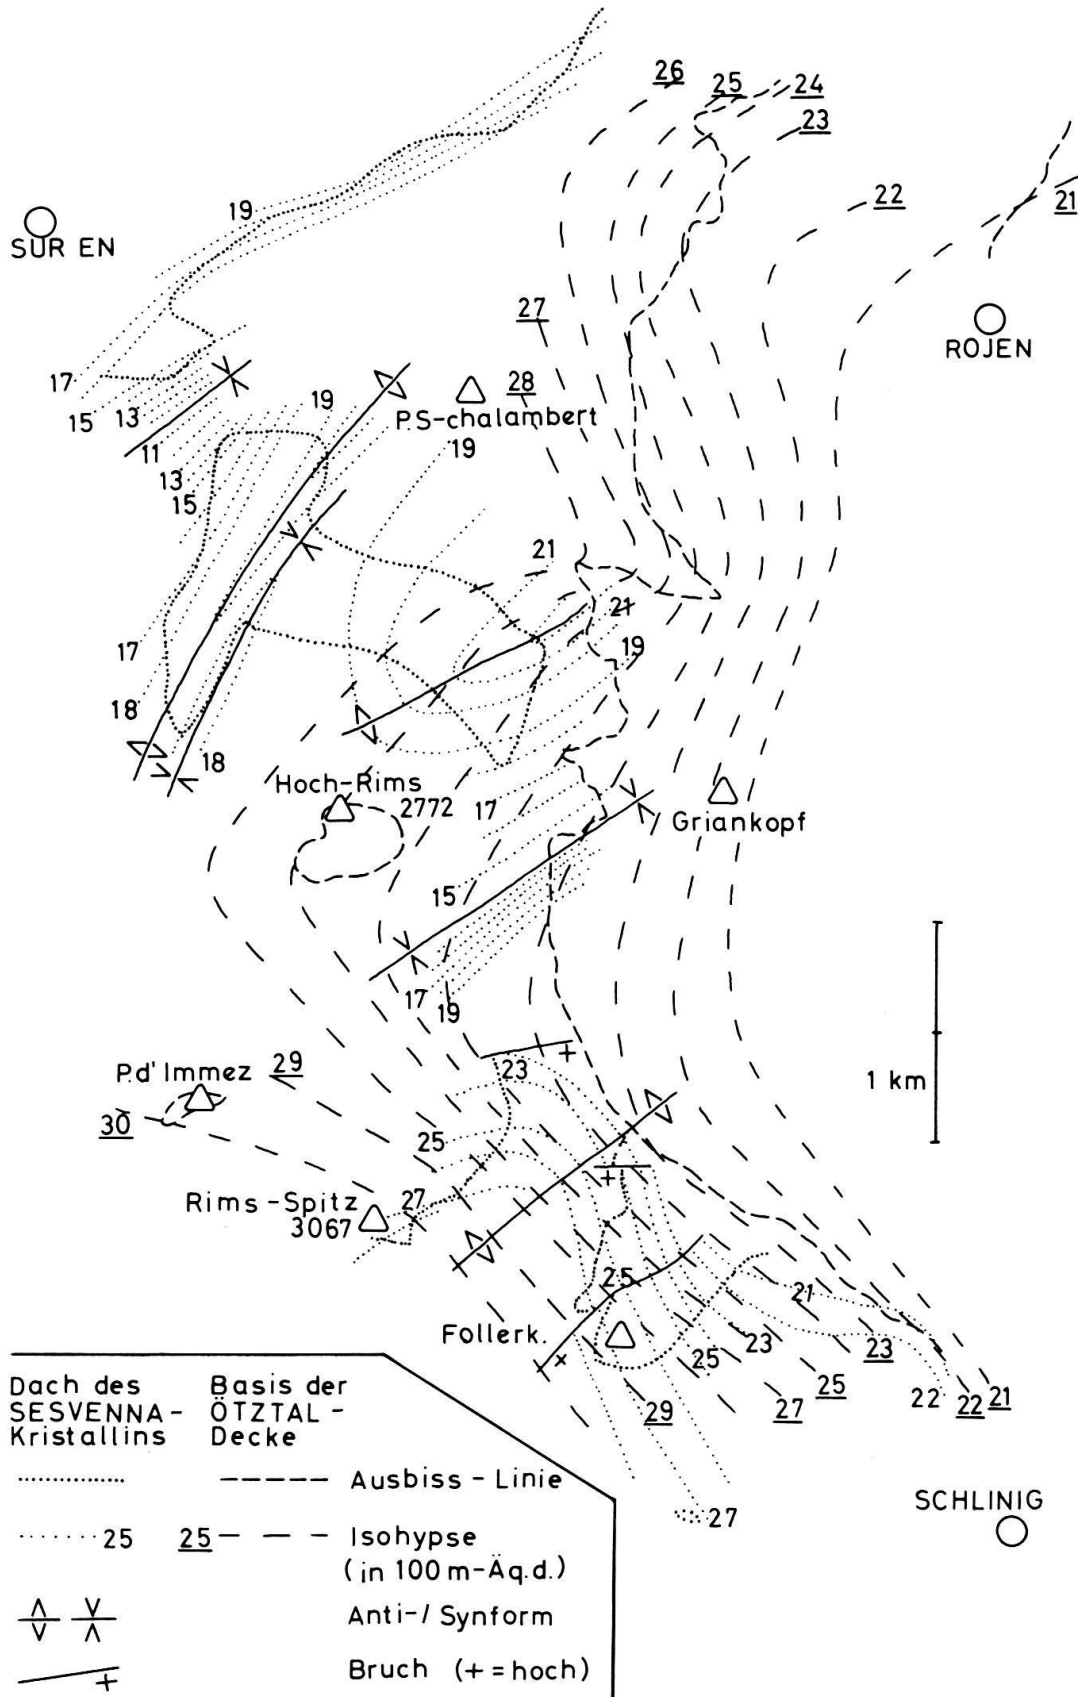 26
25
24
23
22
21
19
SUR EN
27
ROJEN
28
P.S-chalambert
17
15
13
11
13
15
19
19
21
21
19
17
18
18
Hoch-Rims
2772
17
Griankopf
15
17
19
23
1 km
P.d'Immez
29
30
25
Rims-Spitz
3067
27
25
21
Follerk.
23
23
25
25
22
22
21
29
27
27
SCHLINIG
Dach des
SESVENNA-
Kristallins
Basis der
ÖTZTAL-
Decke
Ausbiss-Linie
25
25
Isohypse
(in 100 m-Äq.d.)
Anti-/Synform
Bruch (+=hoch)